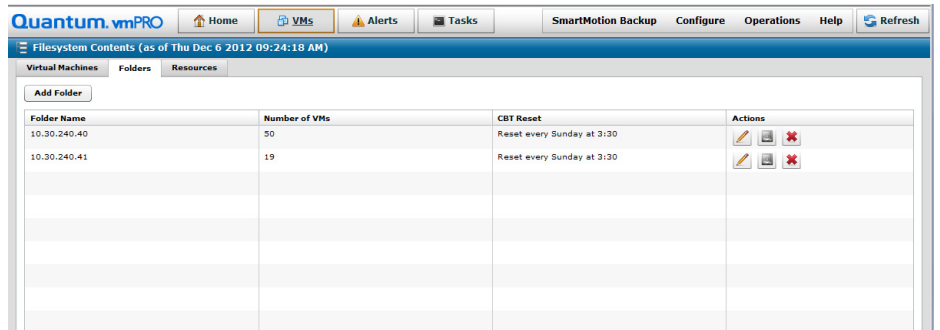 Quantum. vmPRO Home VMs Alerts Tasks SmartMotion Backup Configure Operations Help Refresh
Filesystem Contents (as of Thu Dec 6 2012 09:24:18 AM)
Virtual Machines Folders Resources
Add Folder
Folder Name Number of VMs CBT Reset Actions
10.30.240.40 50 Reset every Sunday at 3:30
10.30.240.41 19 Reset every Sunday at 3:30